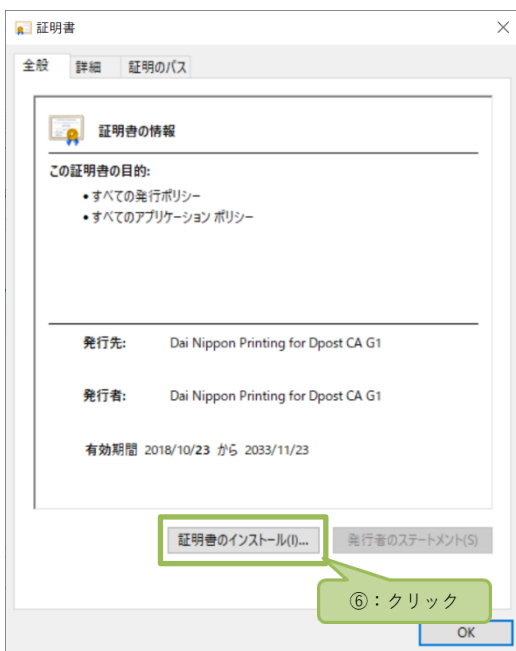 証明書
全般 詳細 証明のパス
証明書の情報
この証明書の目的:
• すべての発行ポリシー
• すべてのアプリケーション ポリシー
発行先: Dai Nippon Printing for Dpost CA G1
発行者: Dai Nippon Printing for Dpost CA G1
有効期間 2018/10/23 から 2033/11/23
証明書のインストール(I)... 発行者のステートメント(S)
⑥：クリック
OK